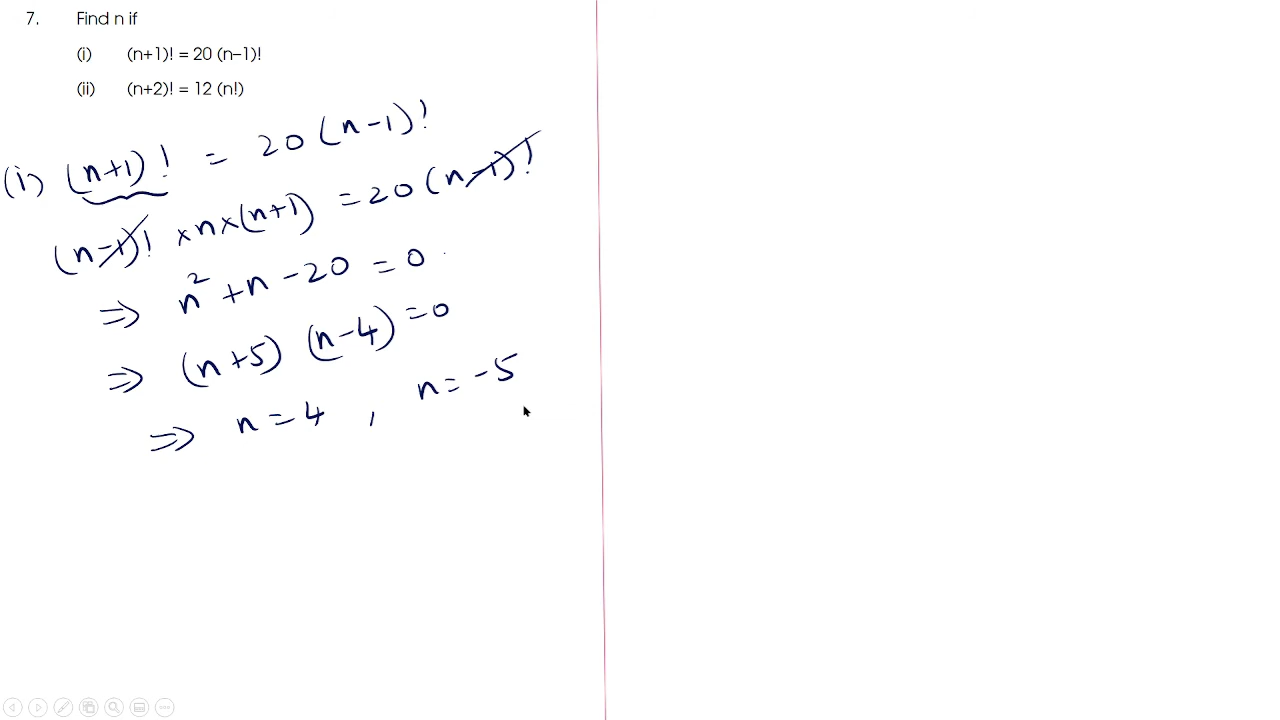 7. Find n if
(i) (n+1)! = 20 (n–1)!
(ii) (n+2)! = 12 (n!)
(i) (n+1)! = 20 (n-1)!
(n-1)! × n × (n+1) = 20 (n-1)!
⇒ n² + n - 20 = 0
⇒ (n+5) (n-4) = 0
⇒ n = 4 , n = -5